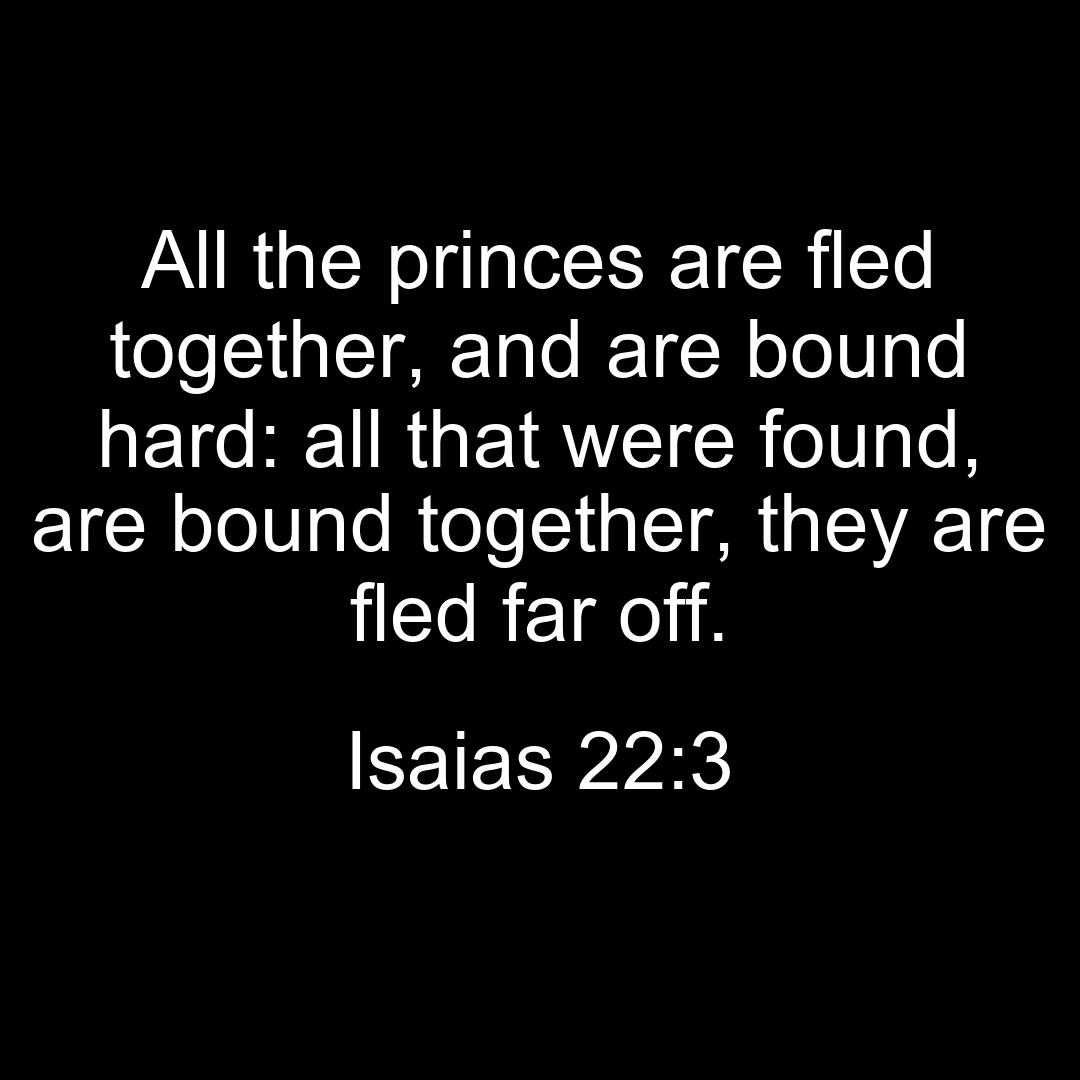 All the princes are fled
together, and are bound
hard: all that were found,
are bound together, they are
fled far off.
Isaias 22:3